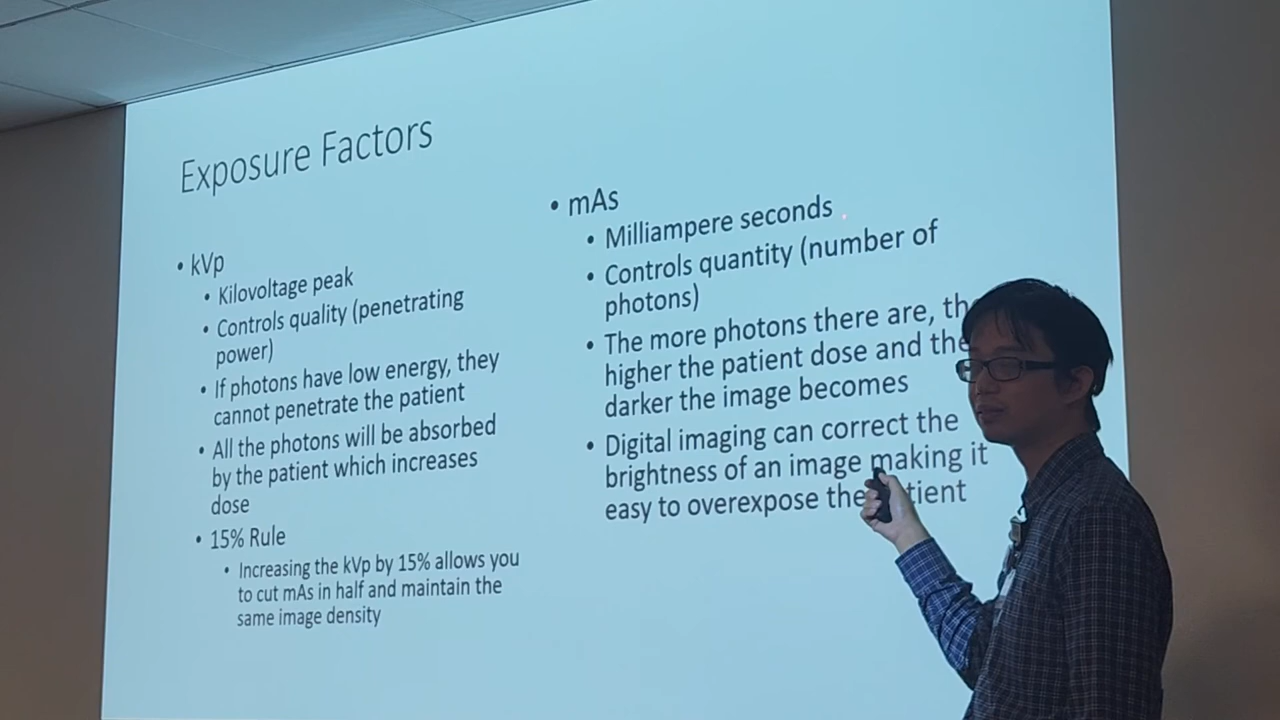 Exposure Factors
• kVp
• Kilovoltage peak
• Controls quality (penetrating
power)
• If photons have low energy, they
cannot penetrate the patient
• All the photons will be absorbed
by the patient which increases
dose
• 15% Rule
• Increasing the kVp by 15% allows you
to cut mAs in half and maintain the
same image density
• mAs
• Milliampere seconds
• Controls quantity (number of
photons)
• The more photons there are,
higher the patient dose and the
darker the image becomes
• Digital imaging can correct the
brightness of an image making it
easy to overexpose the